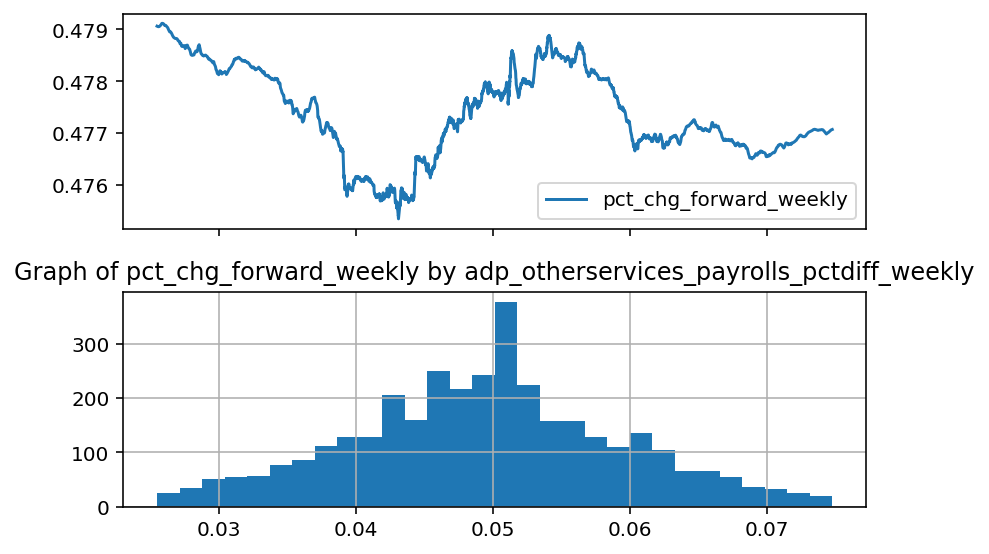 0.479
0.478
0.477
0.476
pct_chg_forward_weekly
Graph of pct_chg_forward_weekly by adp_otherservices_payrolls_pctdiff_weekly
300
200
100
0
0.03 0.04 0.05 0.06 0.07